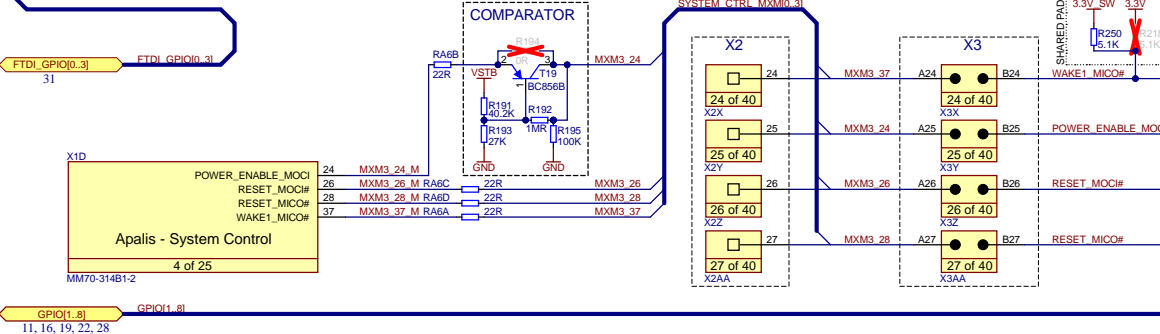 FTDI_GPIO[0..3]
31
FTDI_GPIO[0..3]
COMPARATOR
RA6B
22R
R194
0R
2
3
1
VSTB
T19
BC856B
R191
40.2K
R192
1MR
R193
27K
R195
100K
GND
GND
MXM3_24
SYSTEM_CTRL_MXM[0..3]
X1D
POWER_ENABLE_MOCI
RESET_MOCI#
RESET_MICO#
WAKE1_MICO#
24
26
28
37
Apalis - System Control
4 of 25
MM70-314B1-2
MXM3_24_M
MXM3_26_M RA6C 22R MXM3_26
MXM3_28_M RA6D 22R MXM3_28
MXM3_37_M RA6A 22R MXM3_37
X2
24
24 of 40
X2X
25
25 of 40
X2Y
26
26 of 40
X2Z
27
27 of 40
X2AA
X3
MXM3_37 A24 B24 WAKE1_MICO#
24 of 40
X3X
MXM3_24 A25 B25 POWER_ENABLE_MOC
25 of 40
X3Y
MXM3_26 A26 B26 RESET_MOCI#
26 of 40
X3Z
MXM3_28 A27 B27 RESET_MICO#
27 of 40
X3AA
SHARED PAD
3.3V_SW
3.3V
R250
5.1K
R218
5.1K
GPIO[1..8]
11, 16, 19, 22, 28
GPIO[1..8]